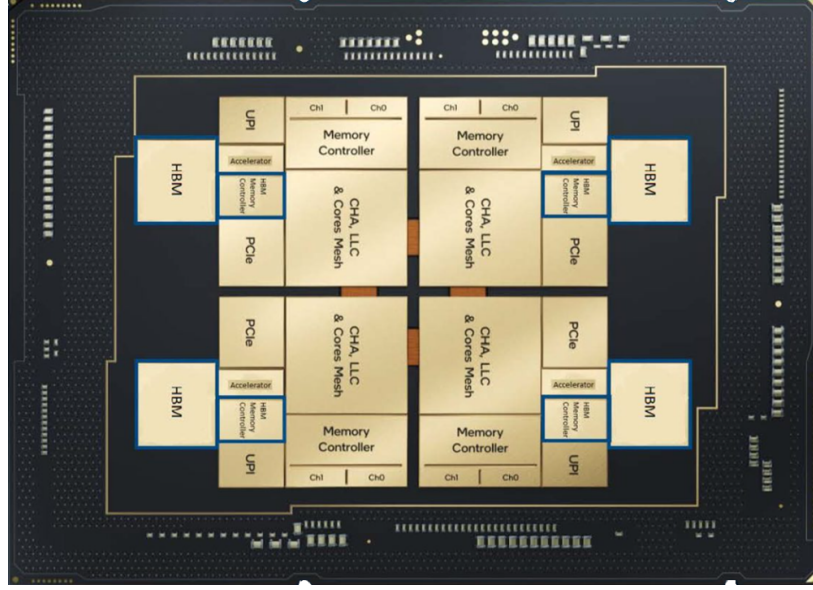 UPI
Ch1 | Ch0
Memory
Controller
Accelerator
HBM
Memory
Controller
HBM
CHA, LLC
& Cores Mesh
PCIe
Ch1 | Ch0
Memory
Controller
UPI
Accelerator
HBM
Memory
Controller
HBM
CHA, LLC
& Cores Mesh
PCIe
PCIe
CHA, LLC
& Cores Mesh
Accelerator
HBM
HBM
Memory
Controller
Memory
Controller
UPI
Ch1 | Ch0
CHA, LLC
& Cores Mesh
PCIe
Accelerator
HBM
Memory
Controller
HBM
Memory
Controller
UPI
Ch1 | Ch0